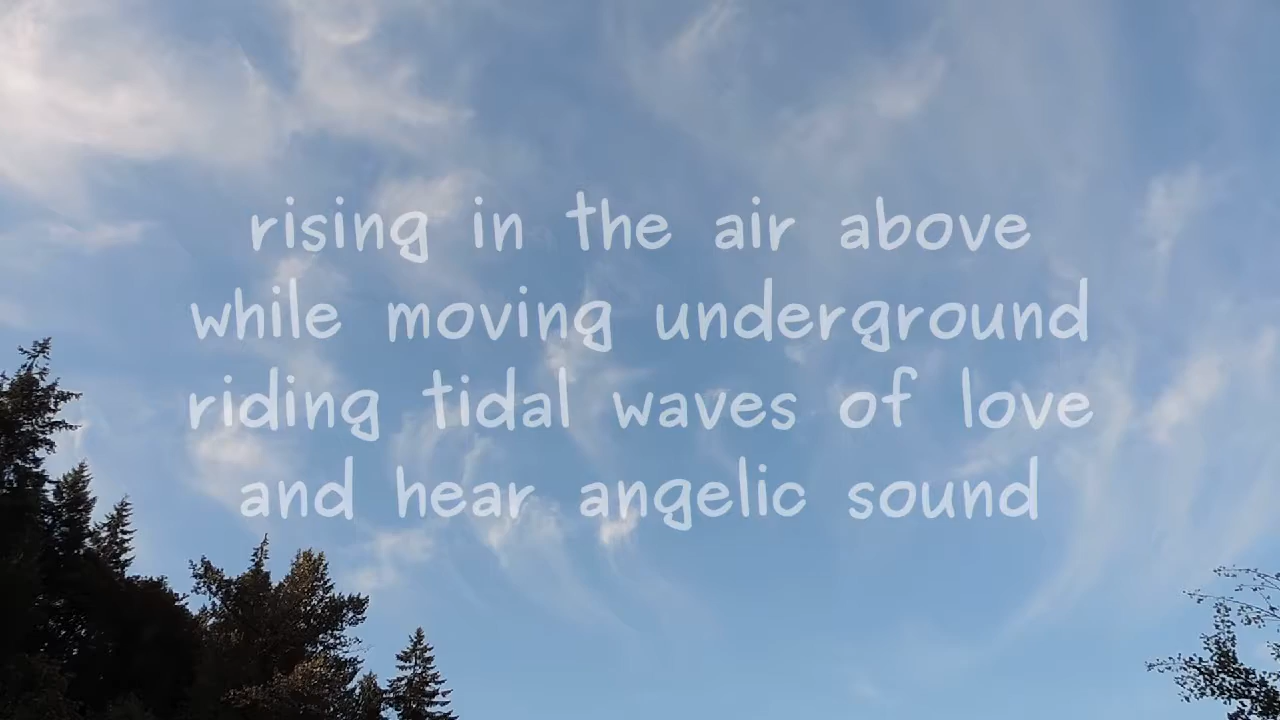 rising in the air above
while moving underground
riding tidal waves of love
and hear angelic sound